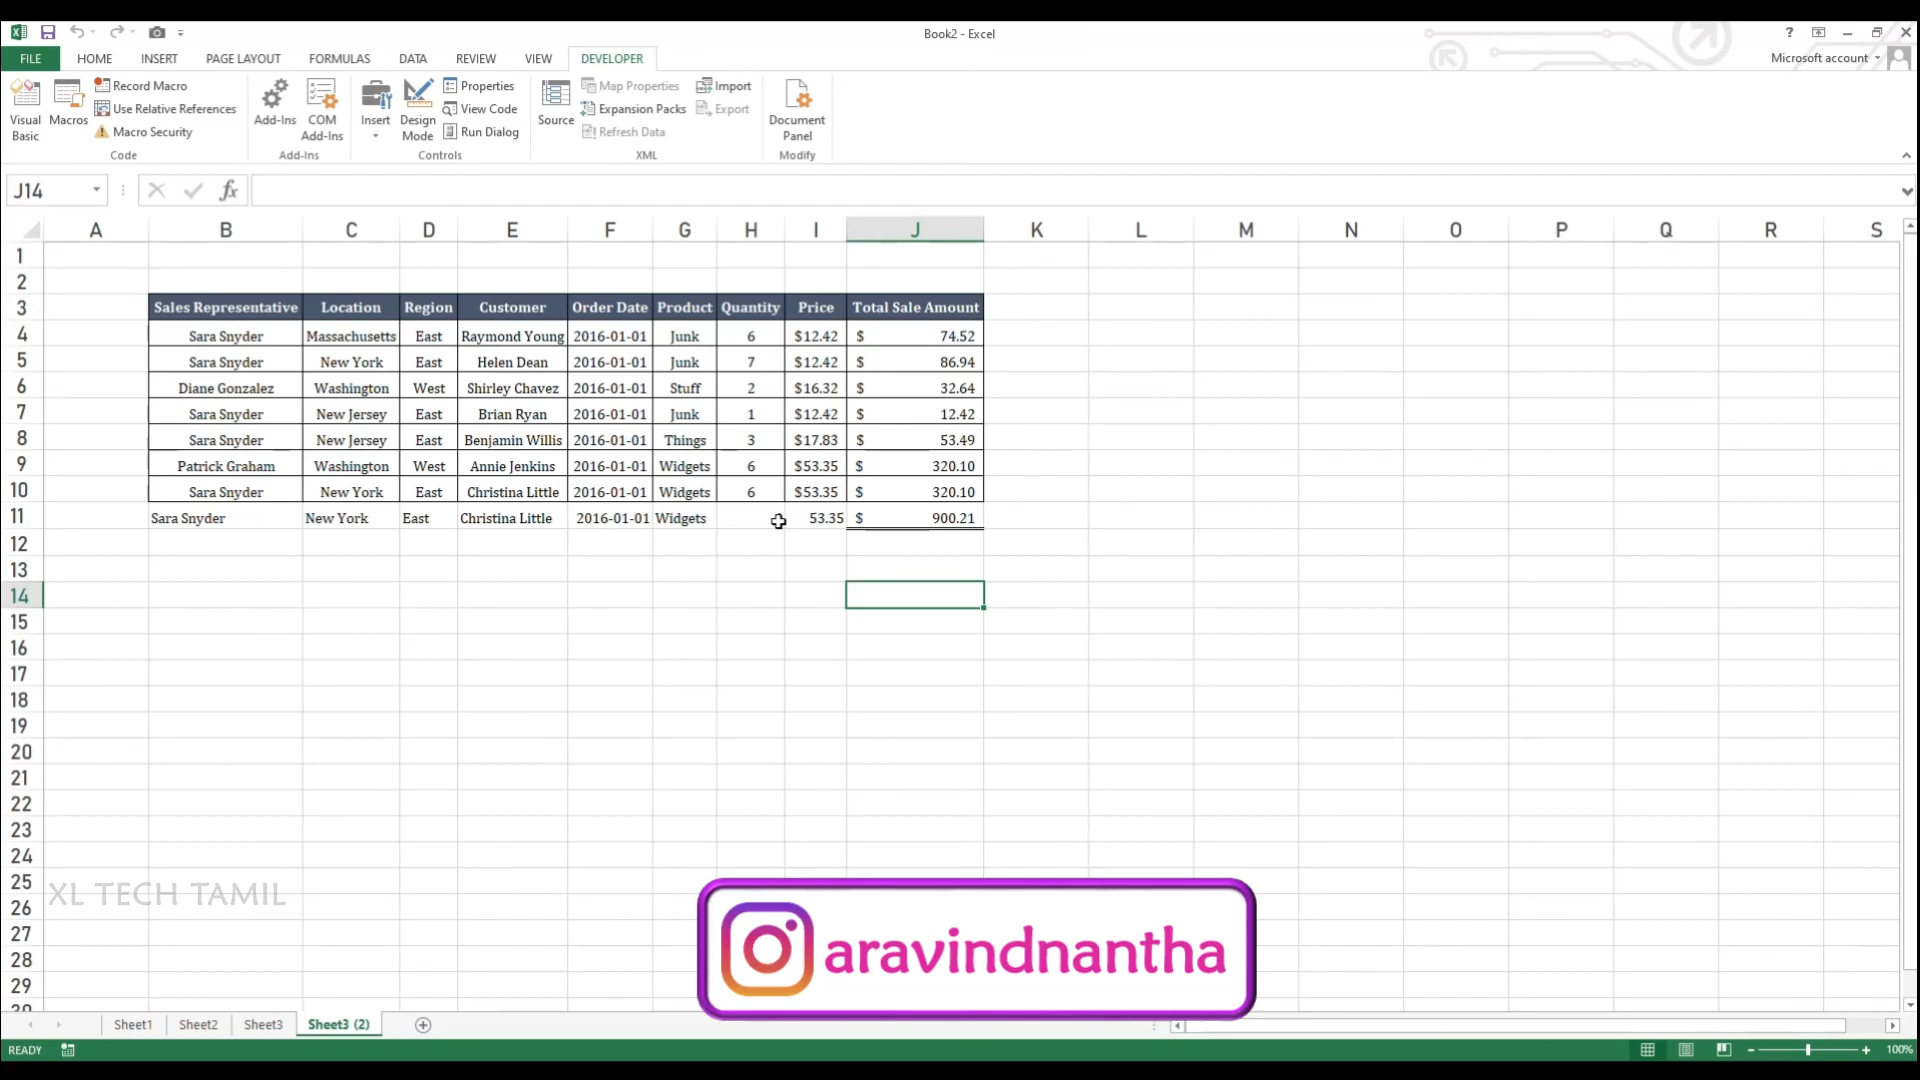 Book2 - Excel
?
FILE HOME INSERT PAGE LAYOUT FORMULAS DATA REVIEW VIEW DEVELOPER
Microsoft account
Visual Basic
Macros
Record Macro
Use Relative References
Macro Security
Code
Add-Ins
COM Add-Ins
Add-Ins
Insert
Design Mode
Properties
View Code
Run Dialog
Controls
Source
Map Properties
Expansion Packs
Refresh Data
Import
Export
XML
Document Panel
Modify
J14
fx
A B C D E F G H I J K L M N O P Q R S
1
2
3 Sales Representative Location Region Customer Order Date Product Quantity Price Total Sale Amount
4 Sara Snyder Massachusetts East Raymond Young 2016-01-01 Junk 6 $12.42 $ 74.52
5 Sara Snyder New York East Helen Dean 2016-01-01 Junk 7 $12.42 $ 86.94
6 Diane Gonzalez Washington West Shirley Chavez 2016-01-01 Stuff 2 $16.32 $ 32.64
7 Sara Snyder New Jersey East Brian Ryan 2016-01-01 Junk 1 $12.42 $ 12.42
8 Sara Snyder New Jersey East Benjamin Willis 2016-01-01 Things 3 $17.83 $ 53.49
9 Patrick Graham Washington West Annie Jenkins 2016-01-01 Widgets 6 $53.35 $ 320.10
10 Sara Snyder New York East Christina Little 2016-01-01 Widgets 6 $53.35 $ 320.10
11 Sara Snyder New York East Christina Little 2016-01-01 Widgets 53.35 $ 900.21
12
13
14
15
16
17
18
19
20
21
22
23
24
25
XL TECH TAMIL
26
27
28
29
aravindnantha
Sheet1 Sheet2 Sheet3 Sheet3 (2)
READY
100%